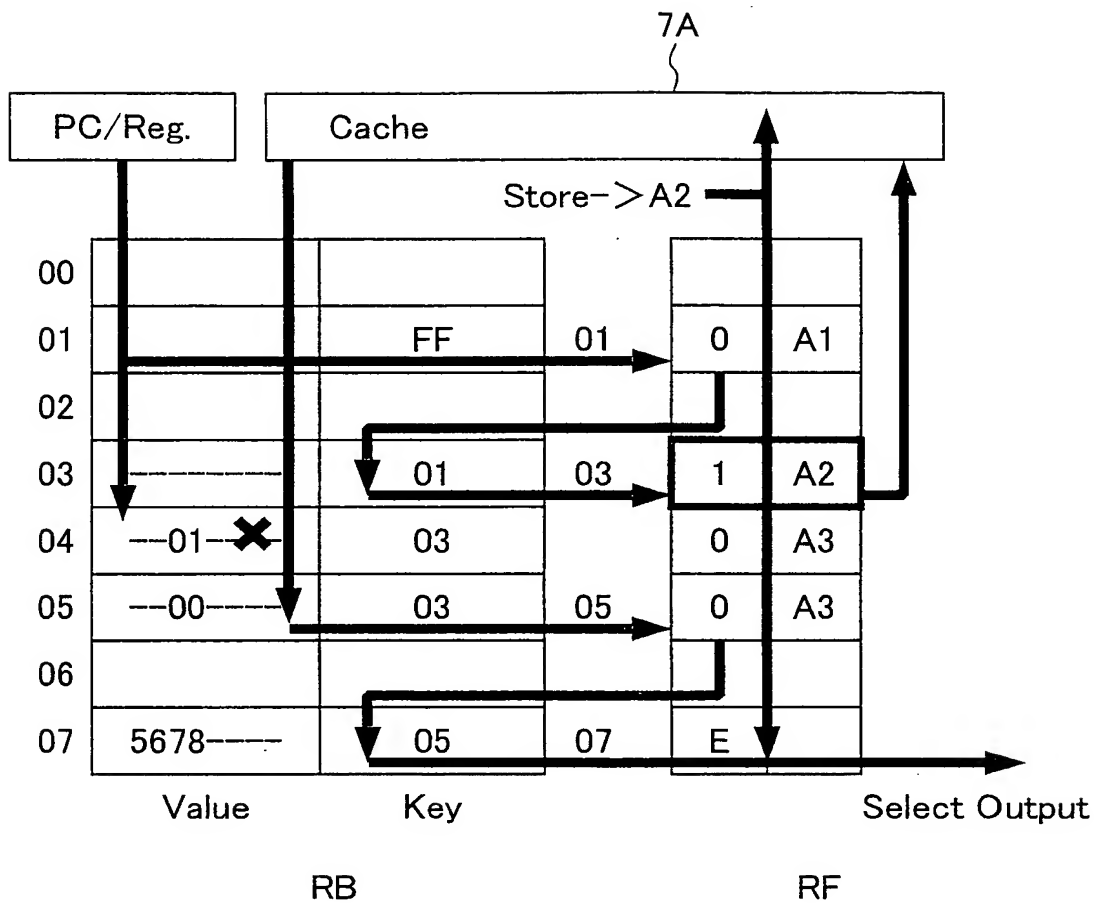 7A
PC/Reg.
Cache
Store->A2
00
01 FF 01 0 A1
02
03 ------- 01 03 1 A2
04 --01---- 03 0 A3
05 --00---- 03 05 0 A3
06
07 5678---- 05 07 E
Value Key Select Output
RB RF